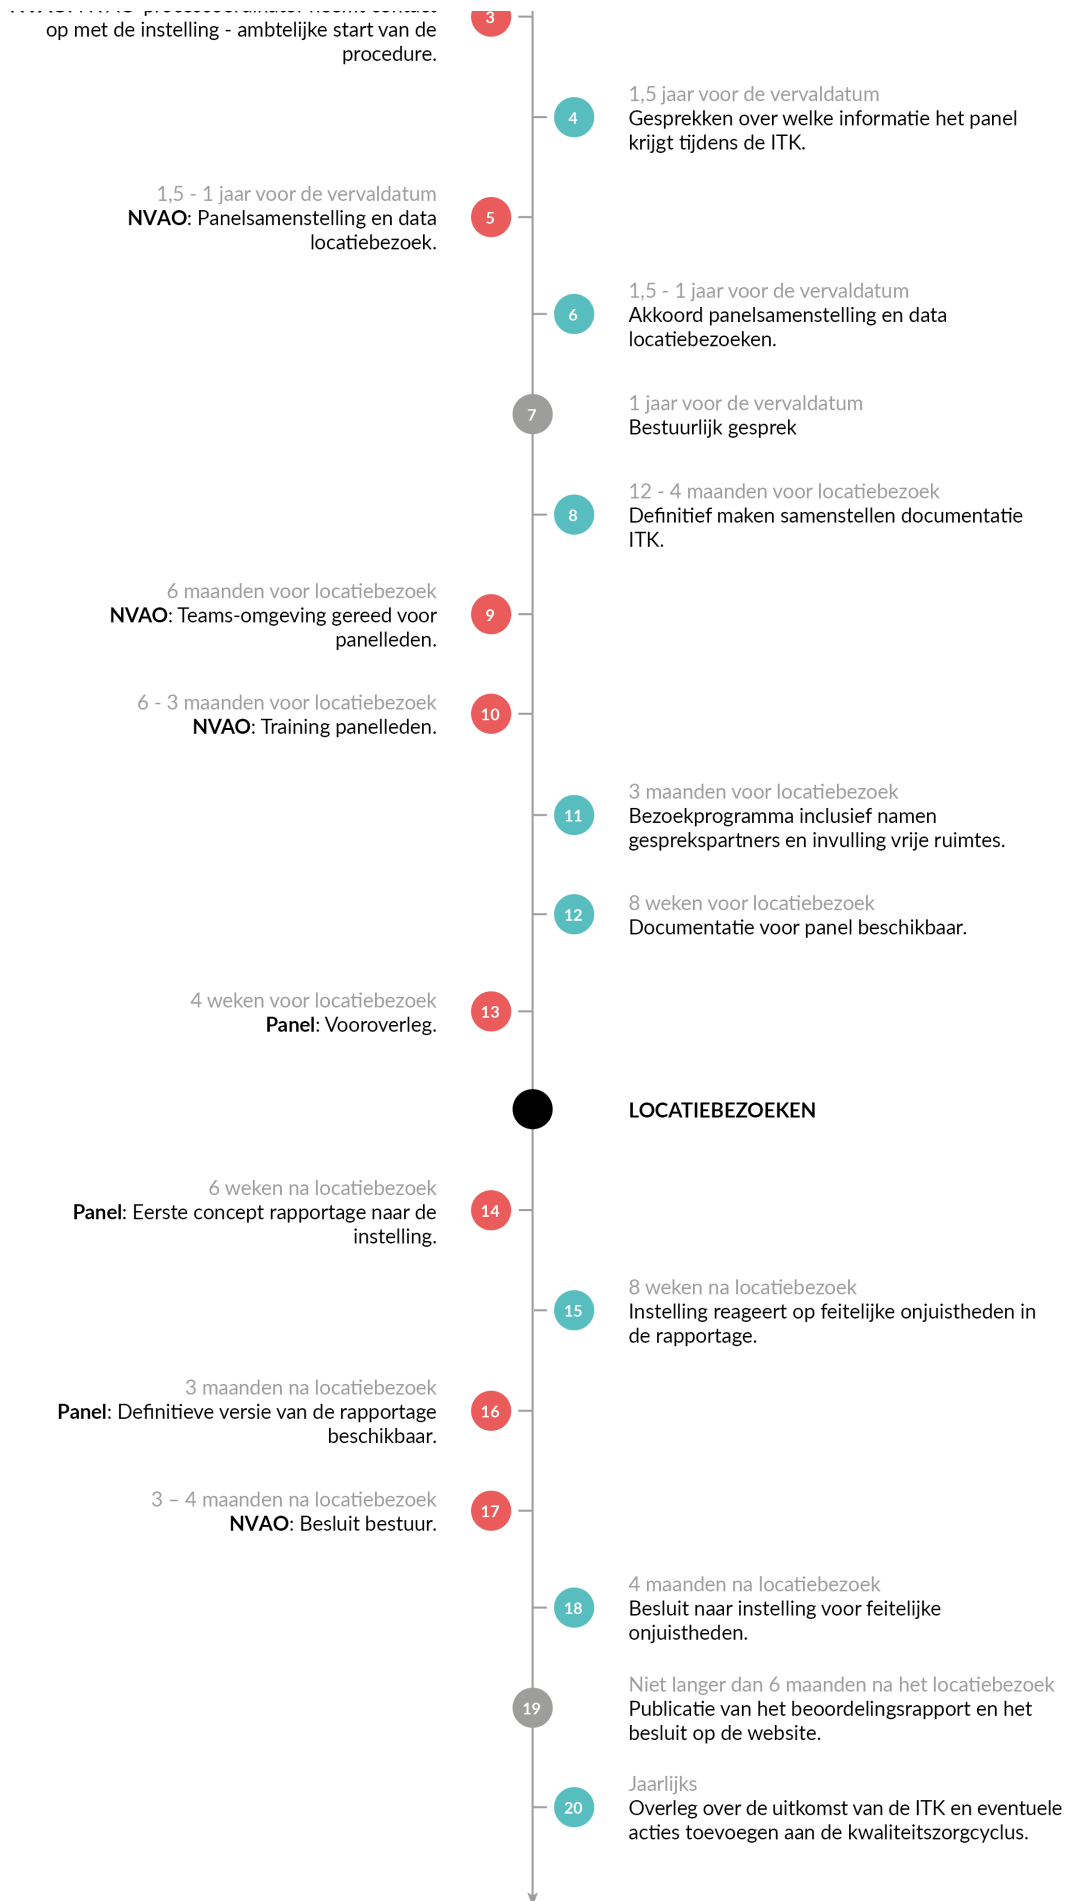 op met de instelling - ambtelijke start van de
procedure.
3
4
1,5 jaar voor de vervaldatum
Gesprekken over welke informatie het panel
krijgt tijdens de ITK.
1,5 - 1 jaar voor de vervaldatum
NVAO: Panelsamenstelling en data
locatiebezoek.
5
6
1,5 - 1 jaar voor de vervaldatum
Akkoord panelsamenstelling en data
locatiebezoeken.
7
1 jaar voor de vervaldatum
Bestuurlijk gesprek
8
12 - 4 maanden voor locatiebezoek
Definitief maken samenstellen documentatie
ITK.
6 maanden voor locatiebezoek
NVAO: Teams-omgeving gereed voor
panelleden.
9
6 - 3 maanden voor locatiebezoek
NVAO: Training panelleden.
10
11
3 maanden voor locatiebezoek
Bezoekprogramma inclusief namen
gesprekspartners en invulling vrije ruimtes.
12
8 weken voor locatiebezoek
Documentatie voor panel beschikbaar.
4 weken voor locatiebezoek
Panel: Vooroverleg.
13
LOCATIEBEZOEKEN
6 weken na locatiebezoek
Panel: Eerste concept rapportage naar de
instelling.
14
15
8 weken na locatiebezoek
Instelling reageert op feitelijke onjuistheden in
de rapportage.
3 maanden na locatiebezoek
Panel: Definitieve versie van de rapportage
beschikbaar.
16
3 – 4 maanden na locatiebezoek
NVAO: Besluit bestuur.
17
18
4 maanden na locatiebezoek
Besluit naar instelling voor feitelijke
onjuistheden.
19
Niet langer dan 6 maanden na het locatiebezoek
Publicatie van het beoordelingsrapport en het
besluit op de website.
20
Jaarlijks
Overleg over de uitkomst van de ITK en eventuele
acties toevoegen aan de kwaliteitszorgcyclus.